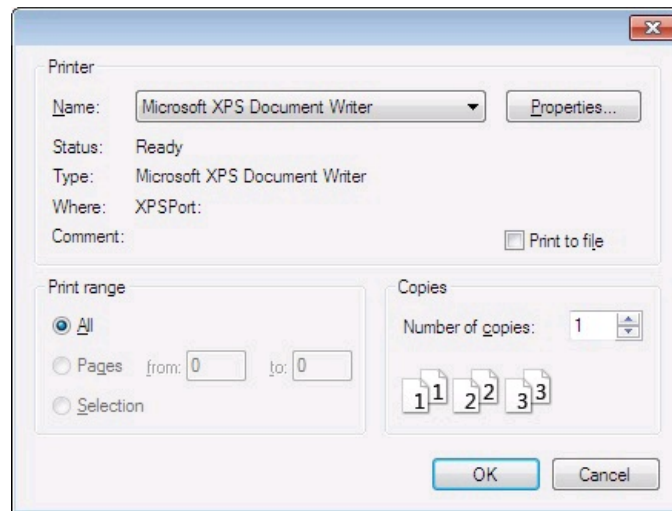 Printer
Name: Microsoft XPS Document Writer Properties...
Status: Ready
Type: Microsoft XPS Document Writer
Where: XPSPort:
Comment: Print to file
Print range Copies
All Number of copies: 1
Pages from: 0 to: 0
Selection 1 1 2 2 3 3
OK Cancel